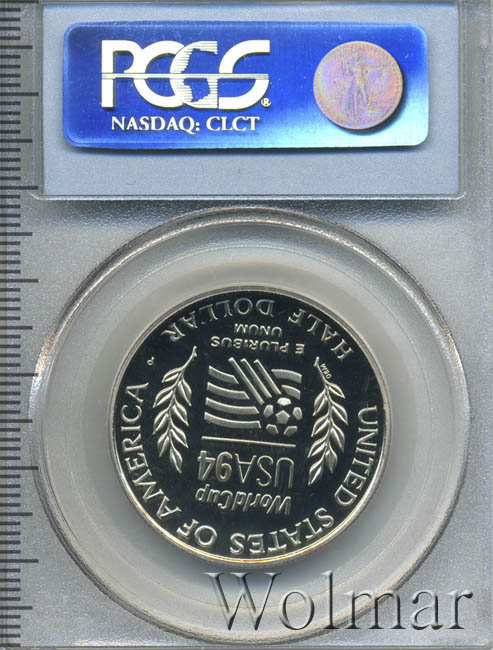 PCGS®
NASDAQ: CLCT
UNITED STATES OF AMERICA
WorldCup
USA94
E PLURIBUS
UNUM
HALF DOLLAR
Wolmar